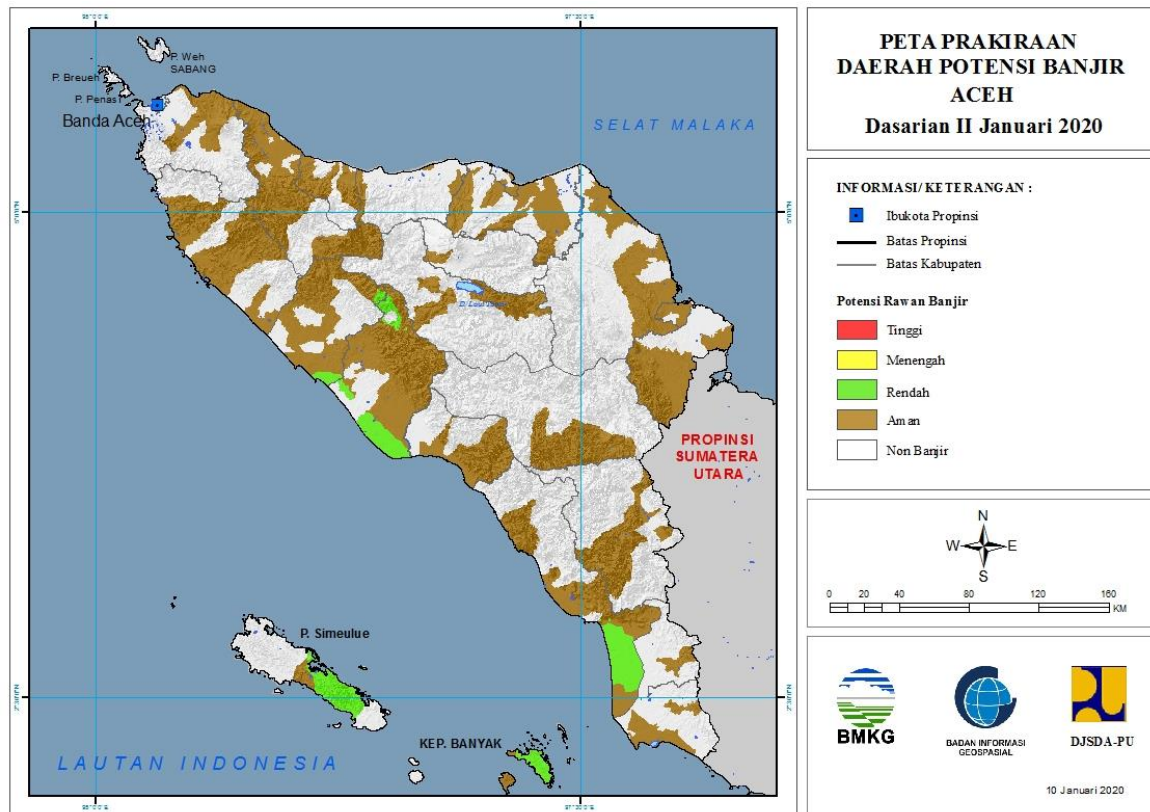 P. Weh
SABANG
P. Breueh
P. Penasi
Banda Aceh
SELAT MALAKA
PROPINSI
SUMATERA
UTARA
P. Simeulue
KEP. BANYAK
LAUTAN INDONESIA
PETA PRAKIRAAN
DAERAH POTENSI BANJIR
ACEH
Dasarian II Januari 2020
INFORMASI/ KETERANGAN :
Ibukota Propinsi
Batas Propinsi
Batas Kabupaten
Potensi Rawan Banjir
Tinggi
Menengah
Rendah
Aman
Non Banjir
N
W E
S
0 20 40 80 120 160
KM
BMKG
BADAN INFORMASI
GEOSPASIAL
DJSDA-PU
10 Januari 2020